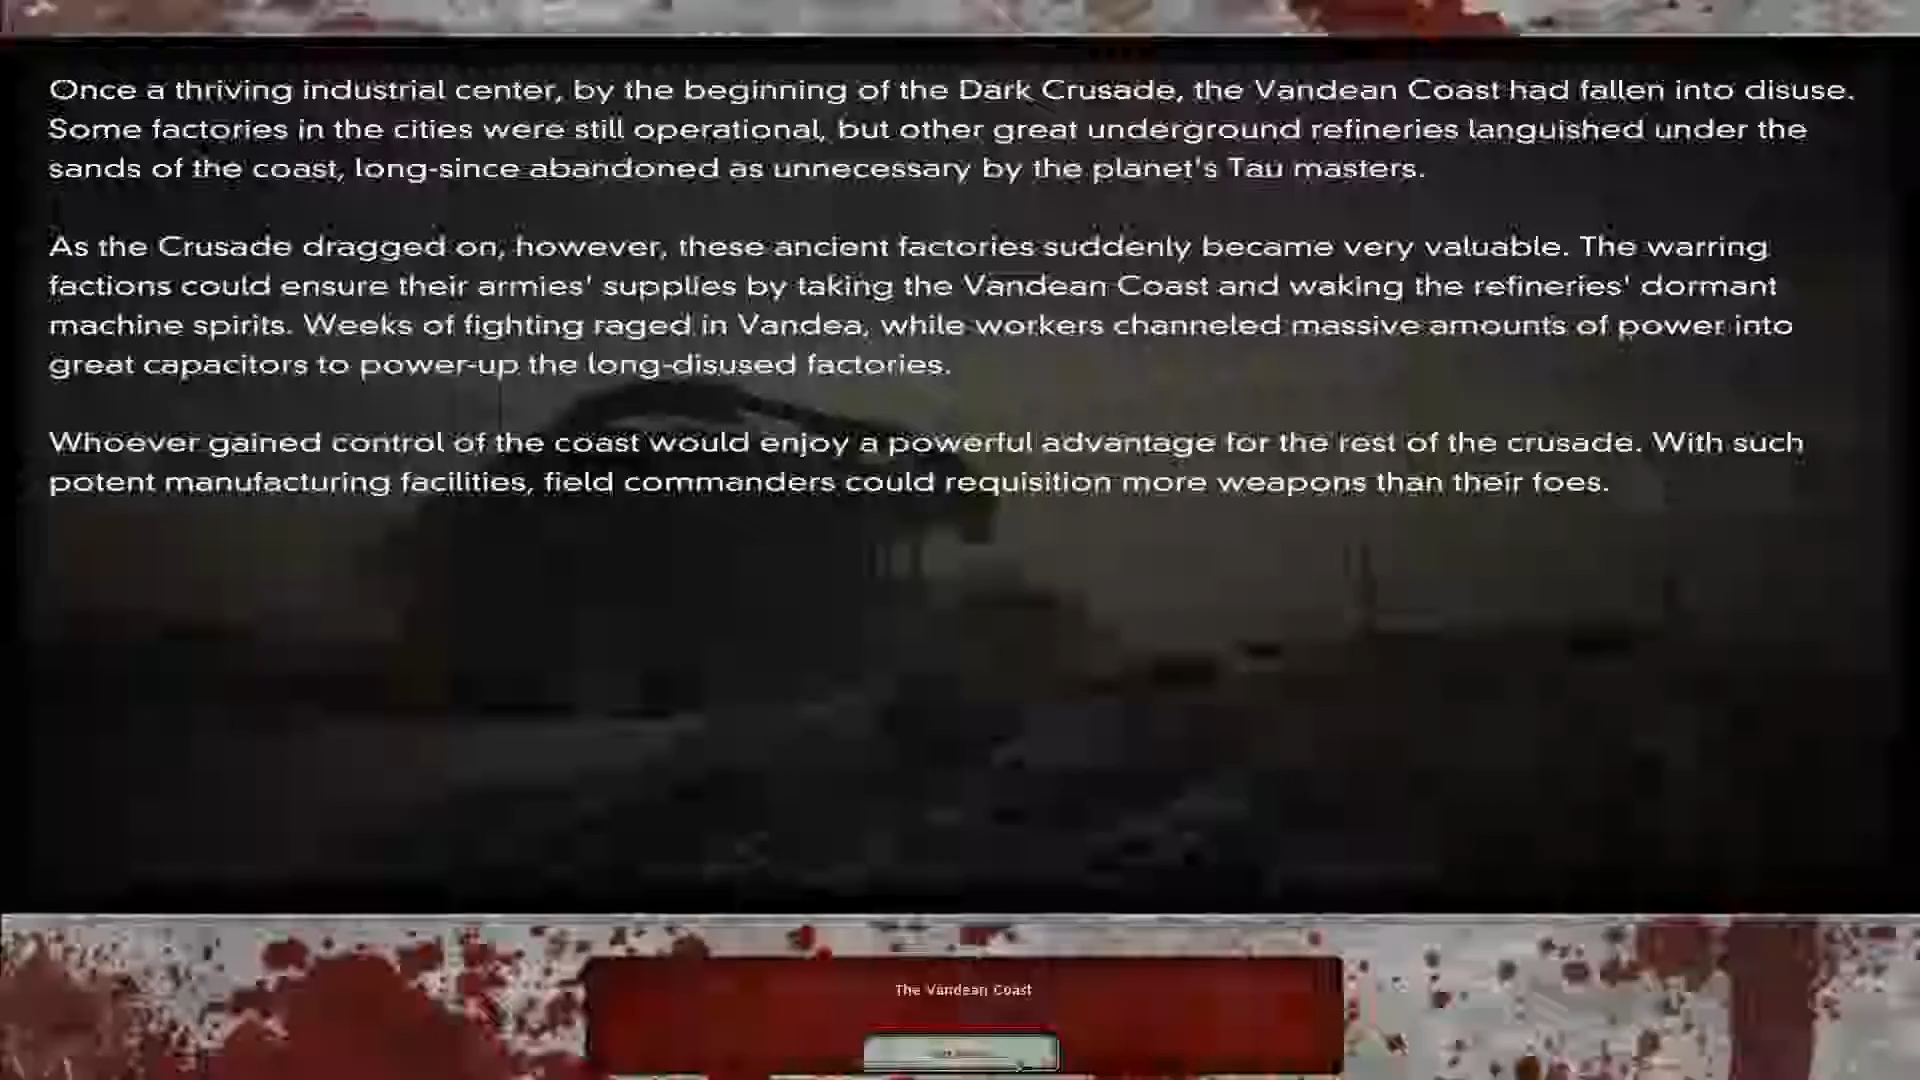 Once a thriving industrial center, by the beginning of the Dark Crusade, the Vandean Coast had fallen into disuse.
Some factories in the cities were still operational, but other great underground refineries languished under the
sands of the coast, long-since abandoned as unnecessary by the planet's Tau masters.
As the Crusade dragged on, however, these ancient factories suddenly became very valuable. The warring
factions could ensure their armies' supplies by taking the Vandean Coast and waking the refineries' dormant
machine spirits. Weeks of fighting raged in Vandea, while workers channeled massive amounts of power into
great capacitors to power-up the long-disused factories.
Whoever gained control of the coast would enjoy a powerful advantage for the rest of the crusade. With such
potent manufacturing facilities, field commanders could requisition more weapons than their foes.
The Vandean Coast